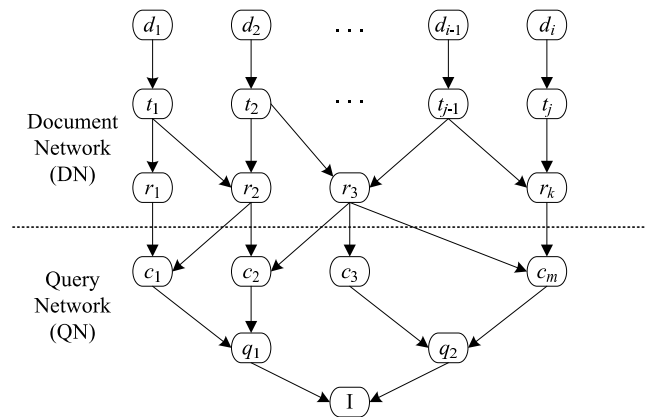 d1 d2 . . . di-1 di
t1 t2 . . . tj-1 tj
Document
Network
(DN)
r1 r2 r3 rk
c1 c2 c3 cm
Query
Network
(QN)
q1 q2
I